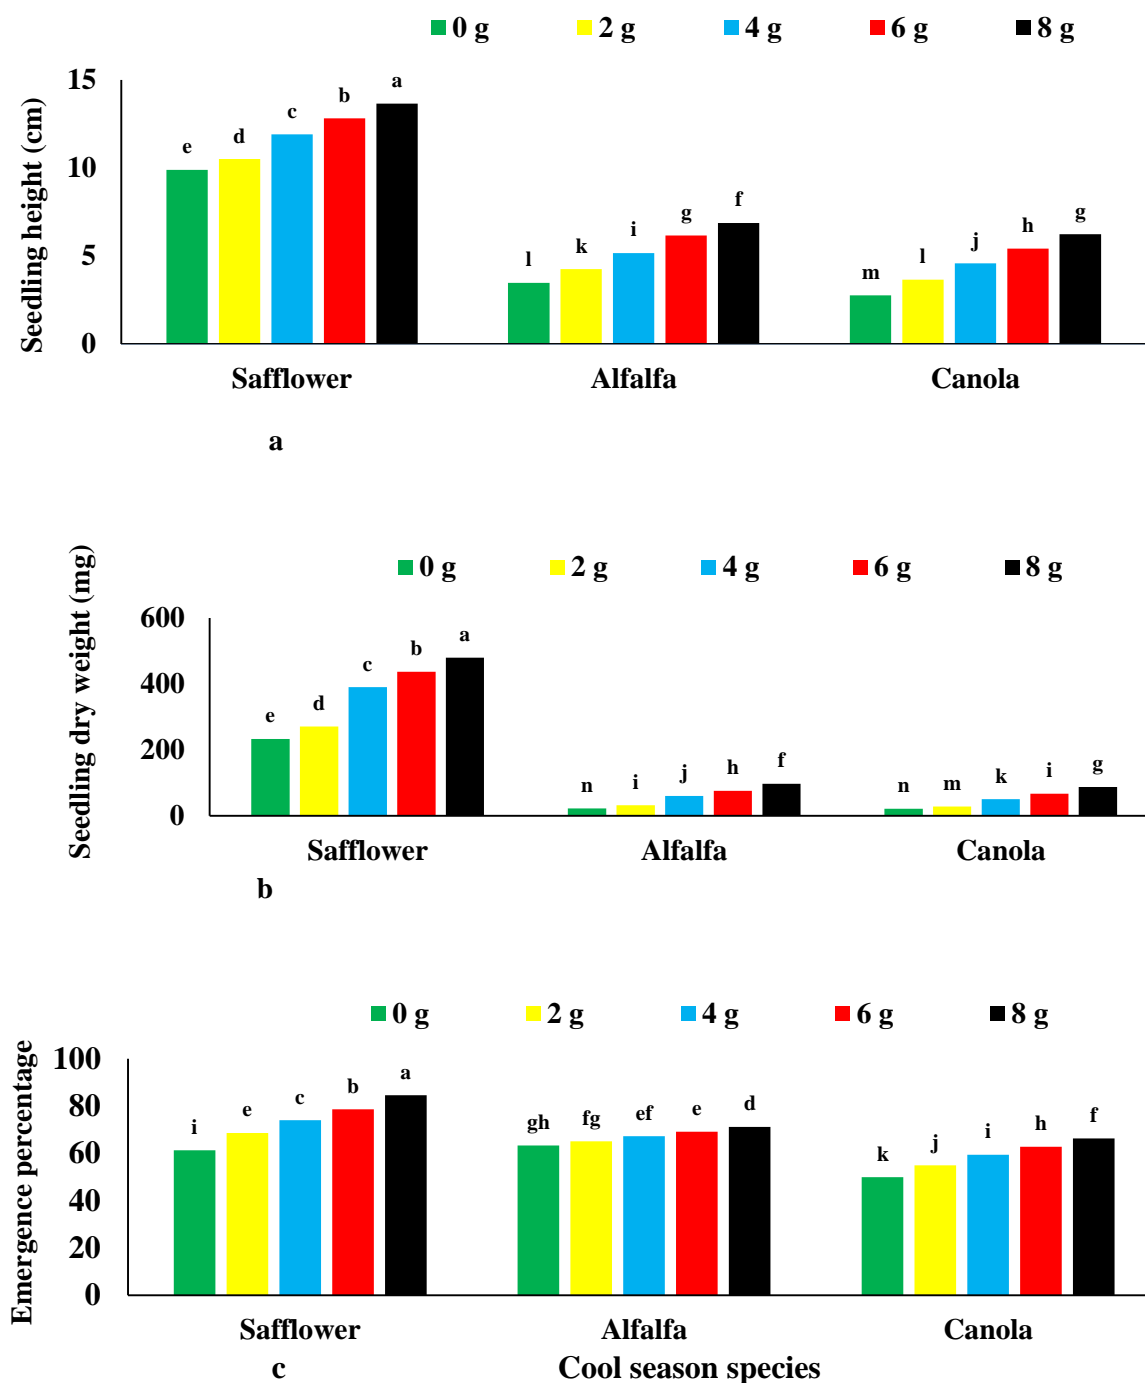 0 g 2 g 4 g 6 g 8 g
Seedling height (cm)
15
10
5
0
e d c b a
l k i g f
m l j h g
Safflower Alfalfa Canola
a
0 g 2 g 4 g 6 g 8 g
Seedling dry weight (mg)
600
400
200
0
e d c b a
n i j h f
n m k i g
Safflower Alfalfa Canola
b
0 g 2 g 4 g 6 g 8 g
Emergence percentage
100
80
60
40
20
0
i e c b a
gh fg ef e d
k j i h f
Safflower Alfalfa Canola
c Cool season species